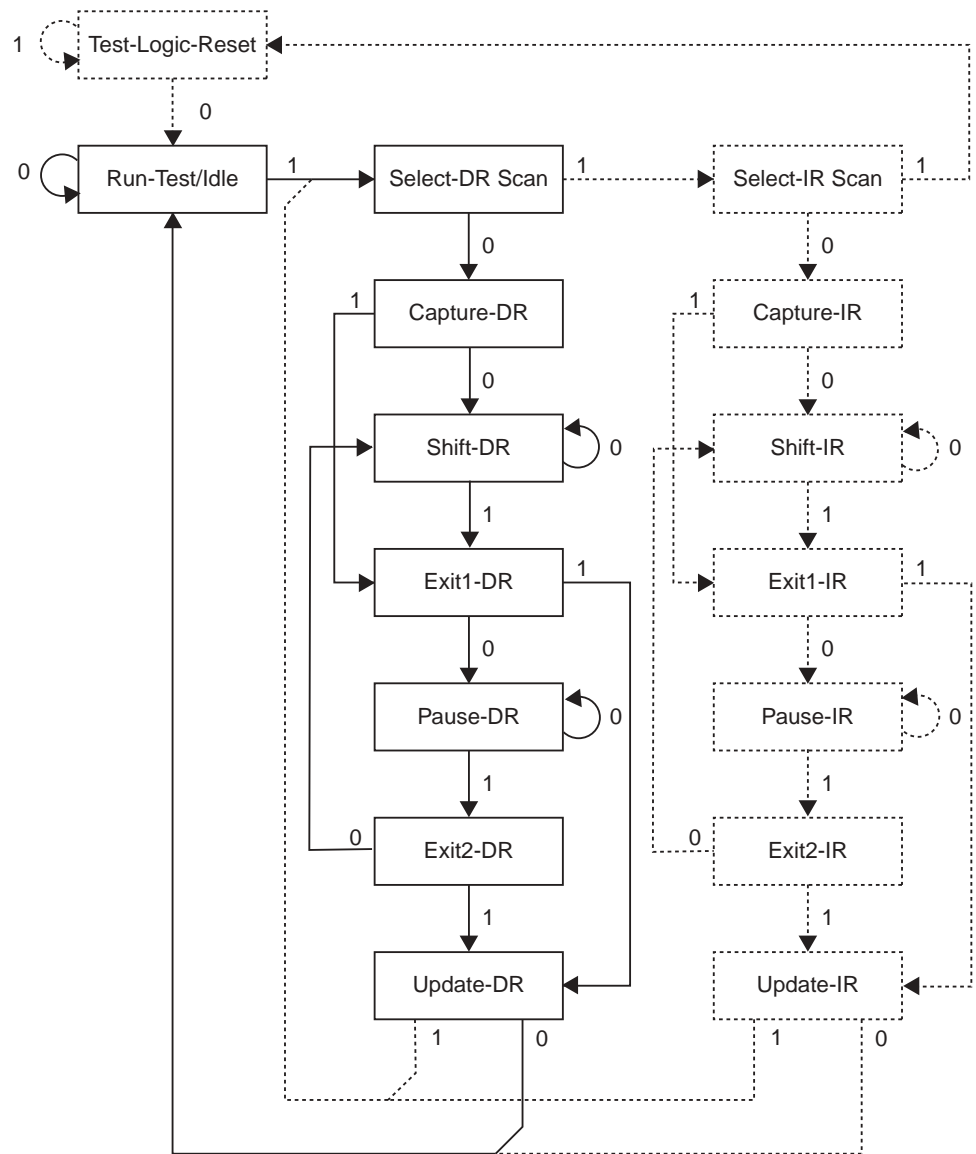 1 Test-Logic-Reset
0
0 Run-Test/Idle 1 Select-DR Scan 1 Select-IR Scan 1
0 0
1 Capture-DR 1 Capture-IR
0 0
Shift-DR 0 Shift-IR 0
1 1
Exit1-DR 1 Exit1-IR 1
0 0
Pause-DR 0 Pause-IR 0
1 1
0 Exit2-DR 0 Exit2-IR
1 1
Update-DR Update-IR
1 0 1 0